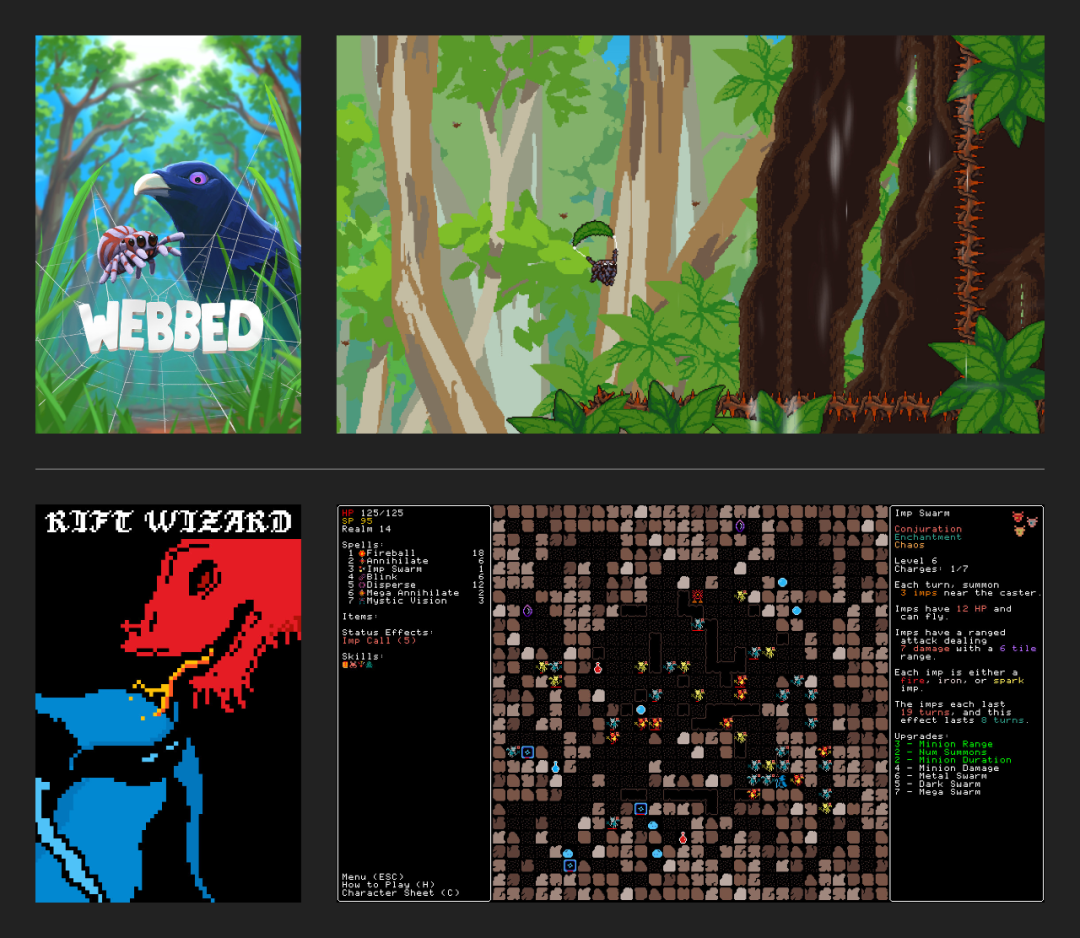 WEBBED
RIFT WIZARD
HP 125/125
SP 95
Realm 14
Spells:
1 Fireball 18
2 Annihilate 6
3 Imp Swarm 1
4 Blink 6
5 Disperse 12
6 Mega Annihilate 2
7 Mystic Vision 3
Items:
Status Effects:
Imp Call (5)
Skills:
Menu (ESC)
How to Play (H)
Character Sheet (C)
Imp Swarm
Conjuration
Enchantment
Chaos
Level 6
Charges: 1/7
Each turn, summon
3 imps near the caster.
Imps have 12 HP and
can fly.
Imps have a ranged
attack dealing
7 damage with a 6 tile
range.
Each imp is either a
fire, iron, or spark
imp.
The imps each last
19 turns, and this
effect lasts 8 turns.
Upgrades:
3 - Minion Range
2 - Num Summons
2 - Minion Duration
4 - Minion Damage
6 - Metal Swarm
5 - Dark Swarm
7 - Mega Swarm